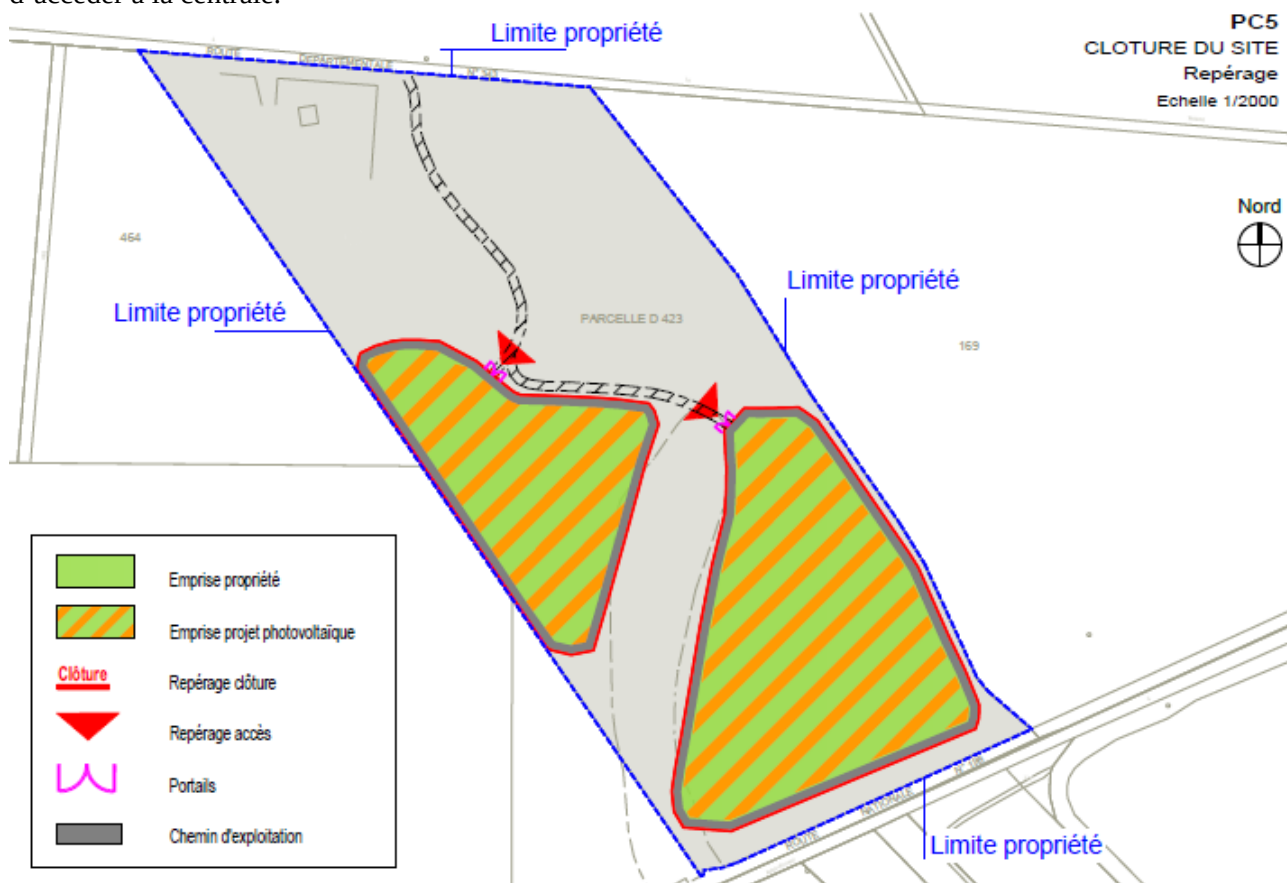 d'accéder à la centrale.
PC5
CLOTURE DU SITE
Repérage
Echelle 1/2000
Limite propriété
ROUTE DEPARTEMENTALE N° 343
Nord
464
Limite propriété
Limite propriété
PARCELLE D 423
169
Emprise propriété
Emprise projet photovoltaïque
Clôture
Repérage clôture
Repérage accès
Portails
Chemin d'exploitation
ROUTE NATIONALE N° 198
Limite propriété